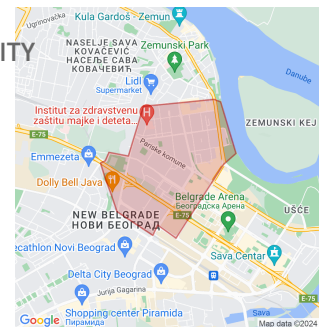 Kula Gardoš - Zemun
Ugrinovačka
NASELJE SAVA
KOVAČEVIĆ
НАСЕЉЕ САВА
КОВАЧЕВИЋ
Zemunski Park
CITY
Lidl
Supermarket
Danube
Institut za zdravstvenu
zaštitu majke i deteta...
ZEMUNSKI KEJ
E-75
Pariske komune
Emmezeta
Dolly Bell Java
Belgrade Arena
Београдска Арена
NEW BELGRADE
НОВИ БЕОГРАД
E-75
UŠĆE
ecathlon Novi Beograd
Sava Centar
E-75
Delta City Beograd
Jurija Gagarina
Shopping center Piramida
Пирамида
Sava
Google
Map data ©2024